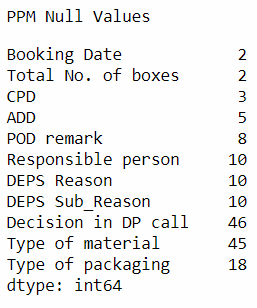 PPM Null Values
Booking Date 2
Total No. of boxes 2
CPD 3
ADD 5
POD remark 8
Responsible person 10
DEPS Reason 10
DEPS Sub_Reason 10
Decision in DP call 46
Type of material 45
Type of packaging 18
dtype: int64